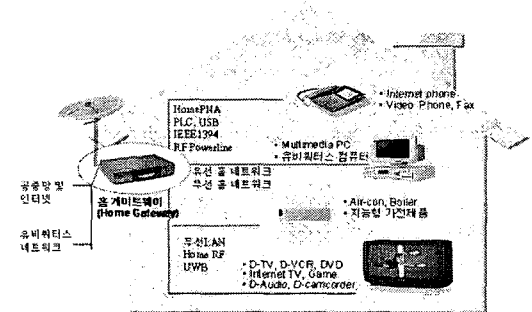 • Internet phone
• Video Phone, Fax
HomePNA
PLC, USB
IEEE1394
RF Powerline
• Multimedia PC
• 유비쿼터스 컴퓨터
유선 홈 네트워크
무선 홈 네트워크
공중망 및
인터넷
홈 게이트웨이
(Home Gateway)
유비쿼터스
네트워크
• Air-con, Boiler
• 지능형 가전제품
무선LAN
Home RF
UWB
• D-TV, D-VCR, DVD
• Internet TV, Game
• D-Audio, D-camcorder